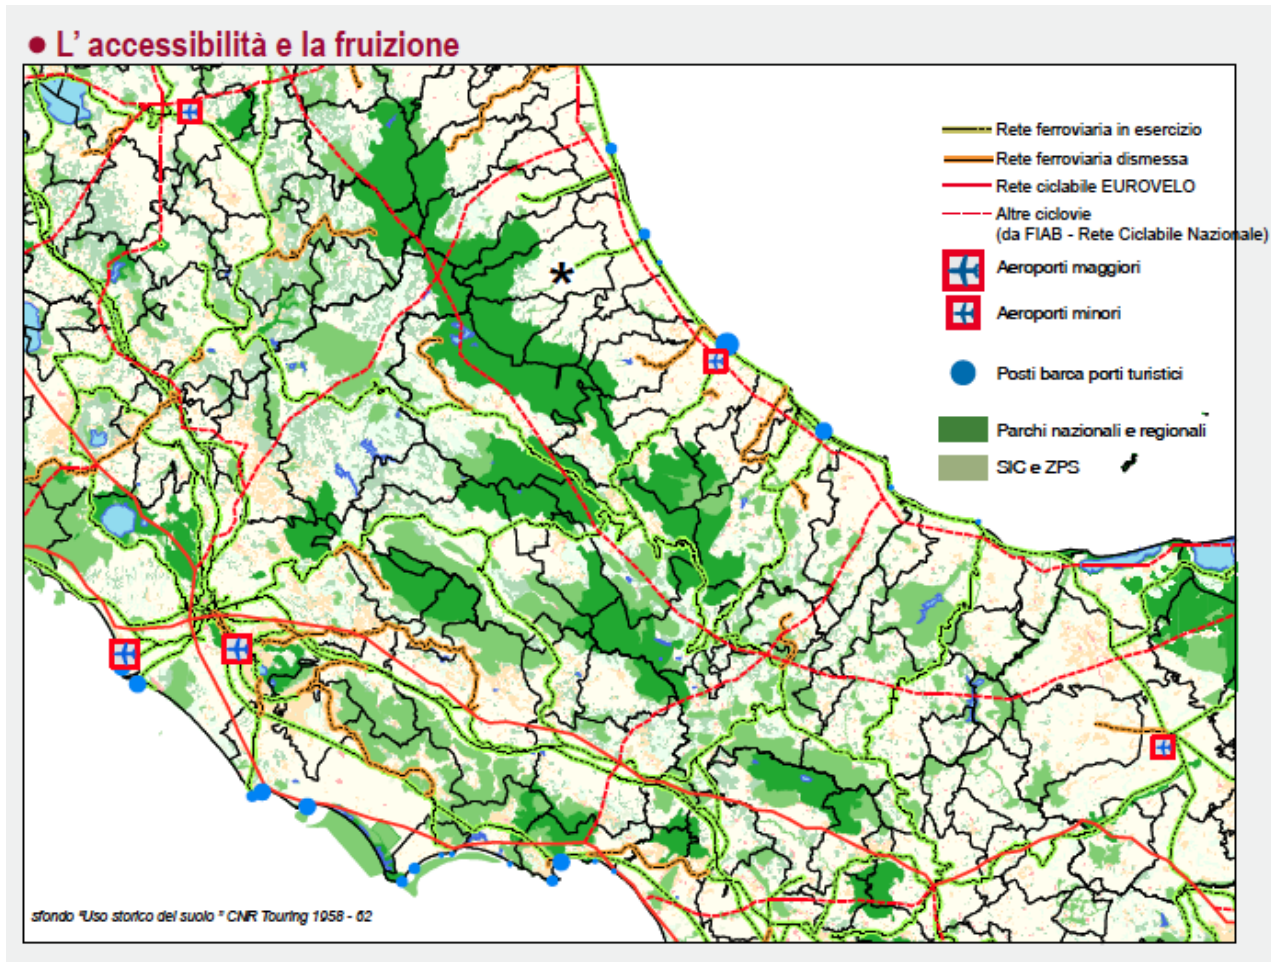 ● L' accessibilità e la fruizione
Rete ferroviaria in esercizio
Rete ferroviaria dismessa
Rete ciclabile EUROVELO
Altre ciclovie
(da FIAB - Rete Ciclabile Nazionale)
Aeroporti maggiori
Aeroporti minori
Posti barca porti turistici
Parchi nazionali e regionali
SIC e ZPS
*
sfondo "Uso storico del suolo" CNR Touring 1958 - 62